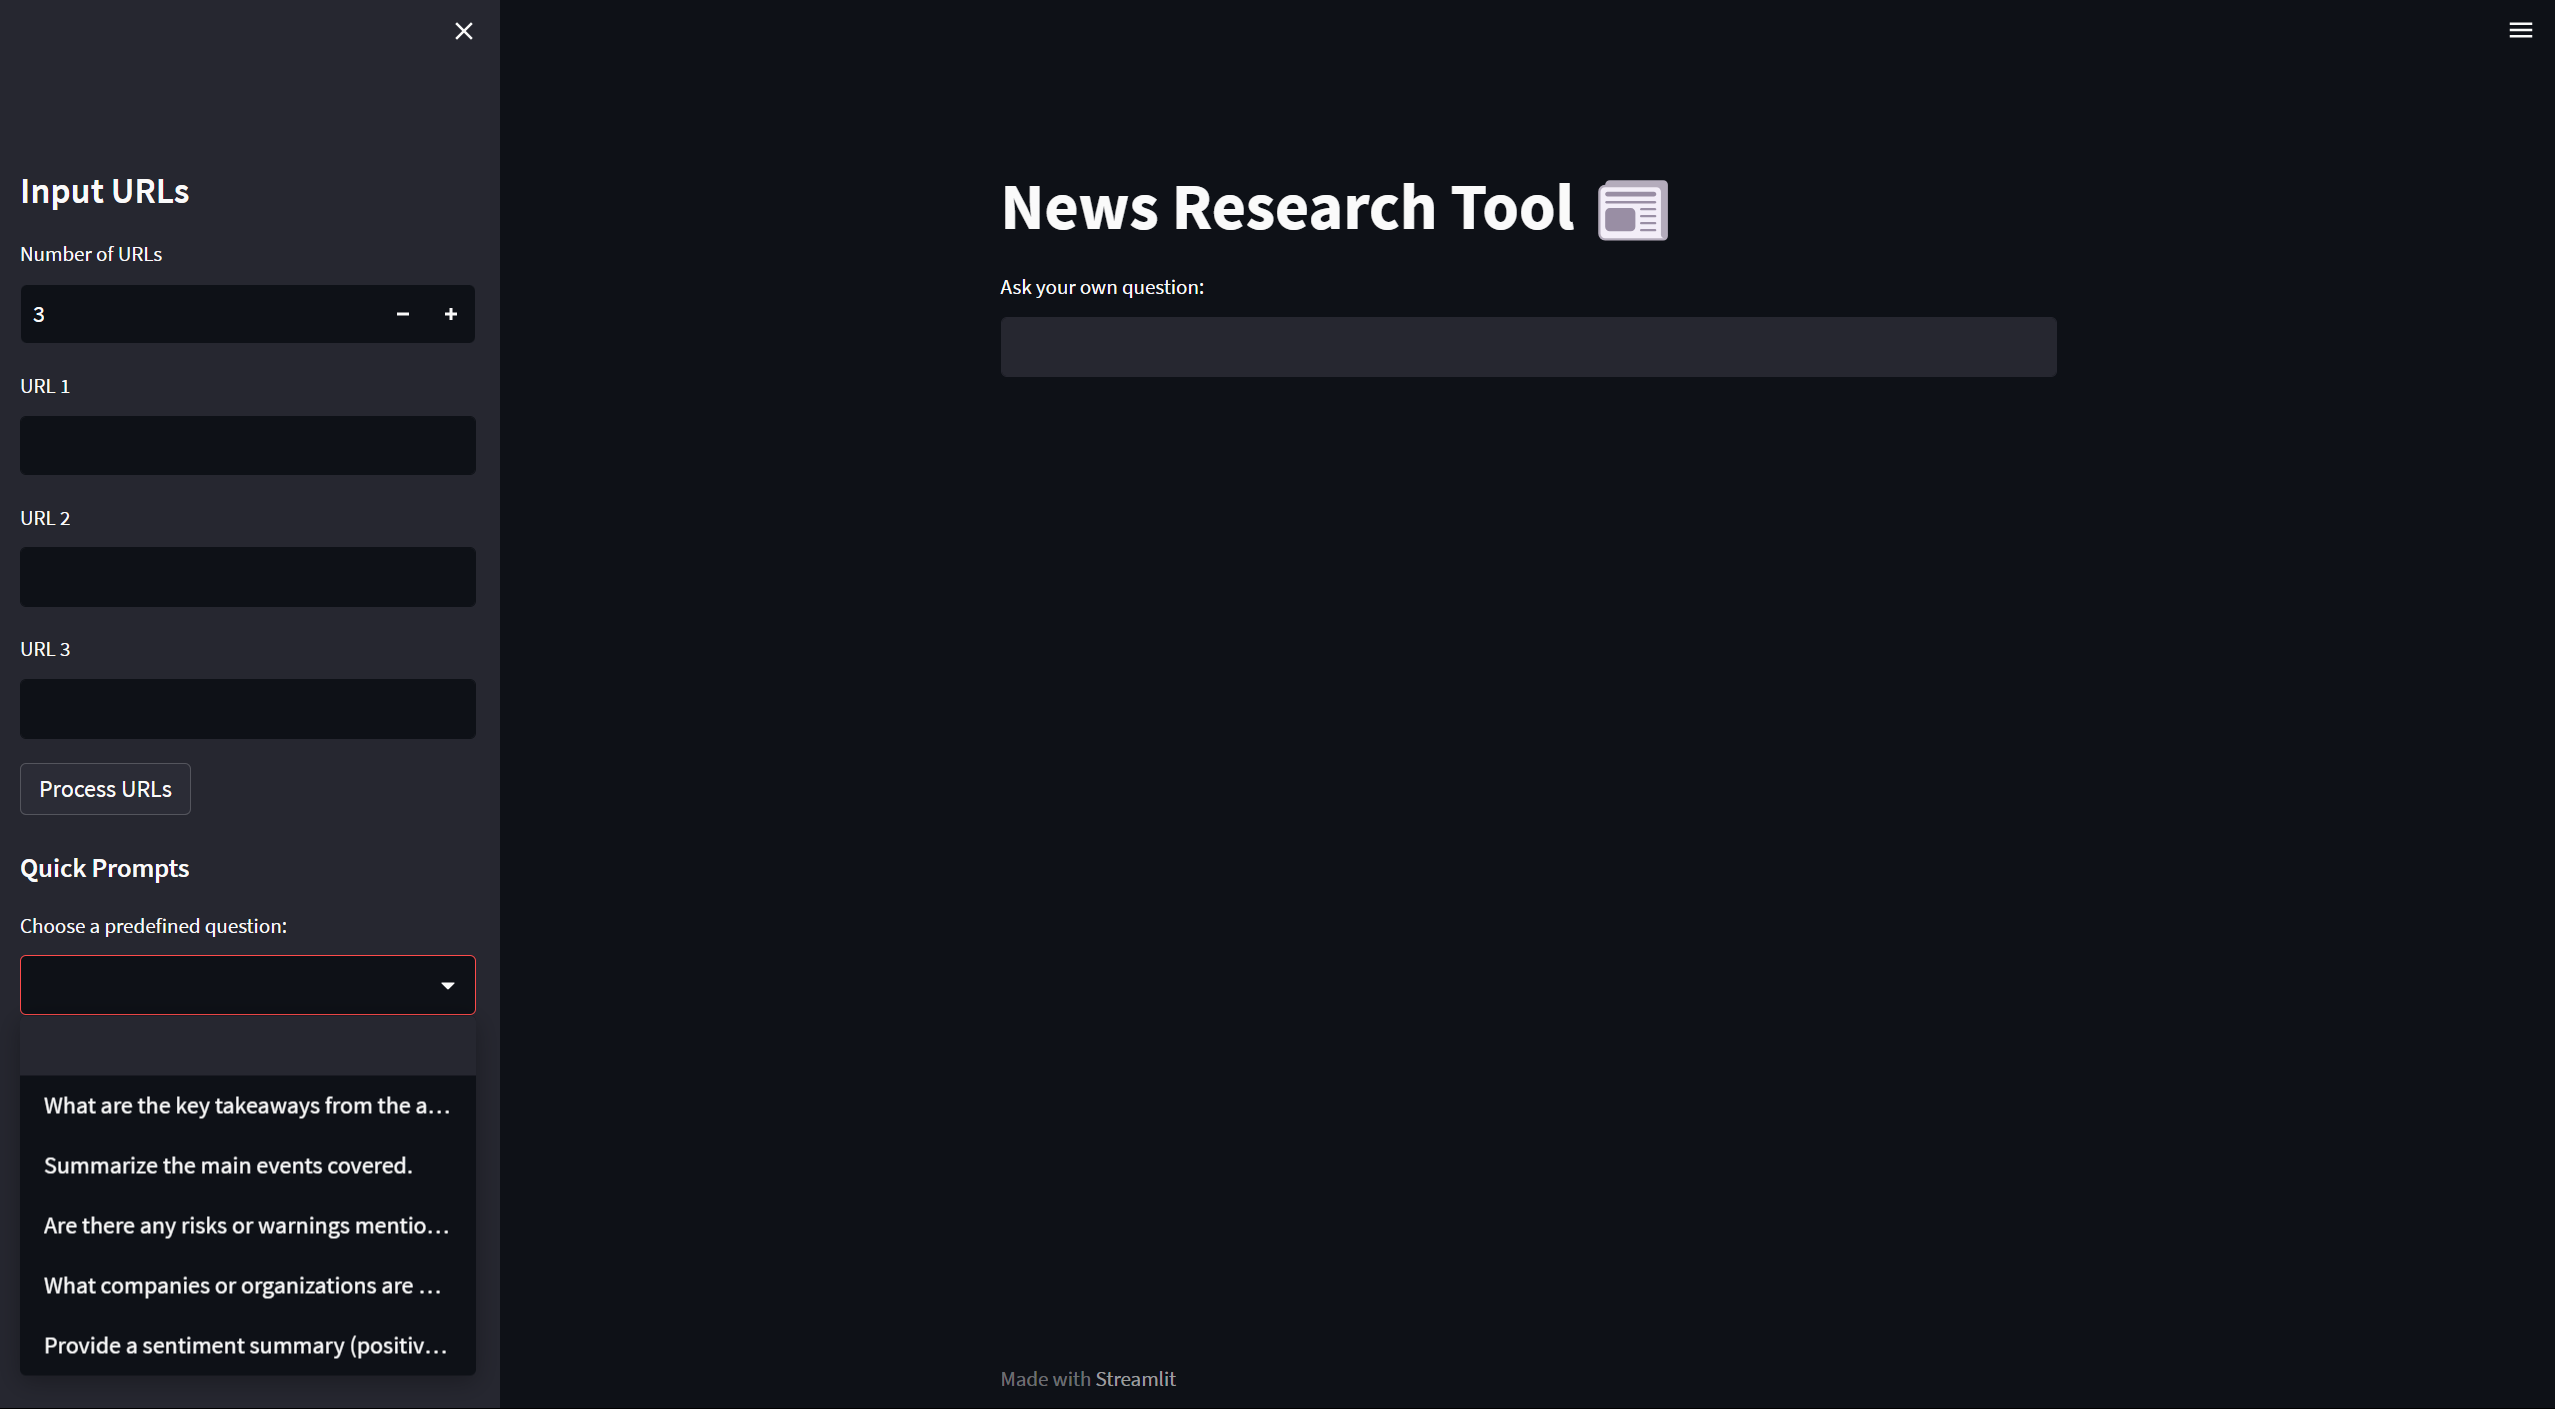 Input URLs
Number of URLs
3
URL 1
URL 2
URL 3
Process URLs
Quick Prompts
Choose a predefined question:
What are the key takeaways from the a...
Summarize the main events covered.
Are there any risks or warnings mentio...
What companies or organizations are ...
Provide a sentiment summary (positiv...
News Research Tool
Ask your own question:
Made with Streamlit